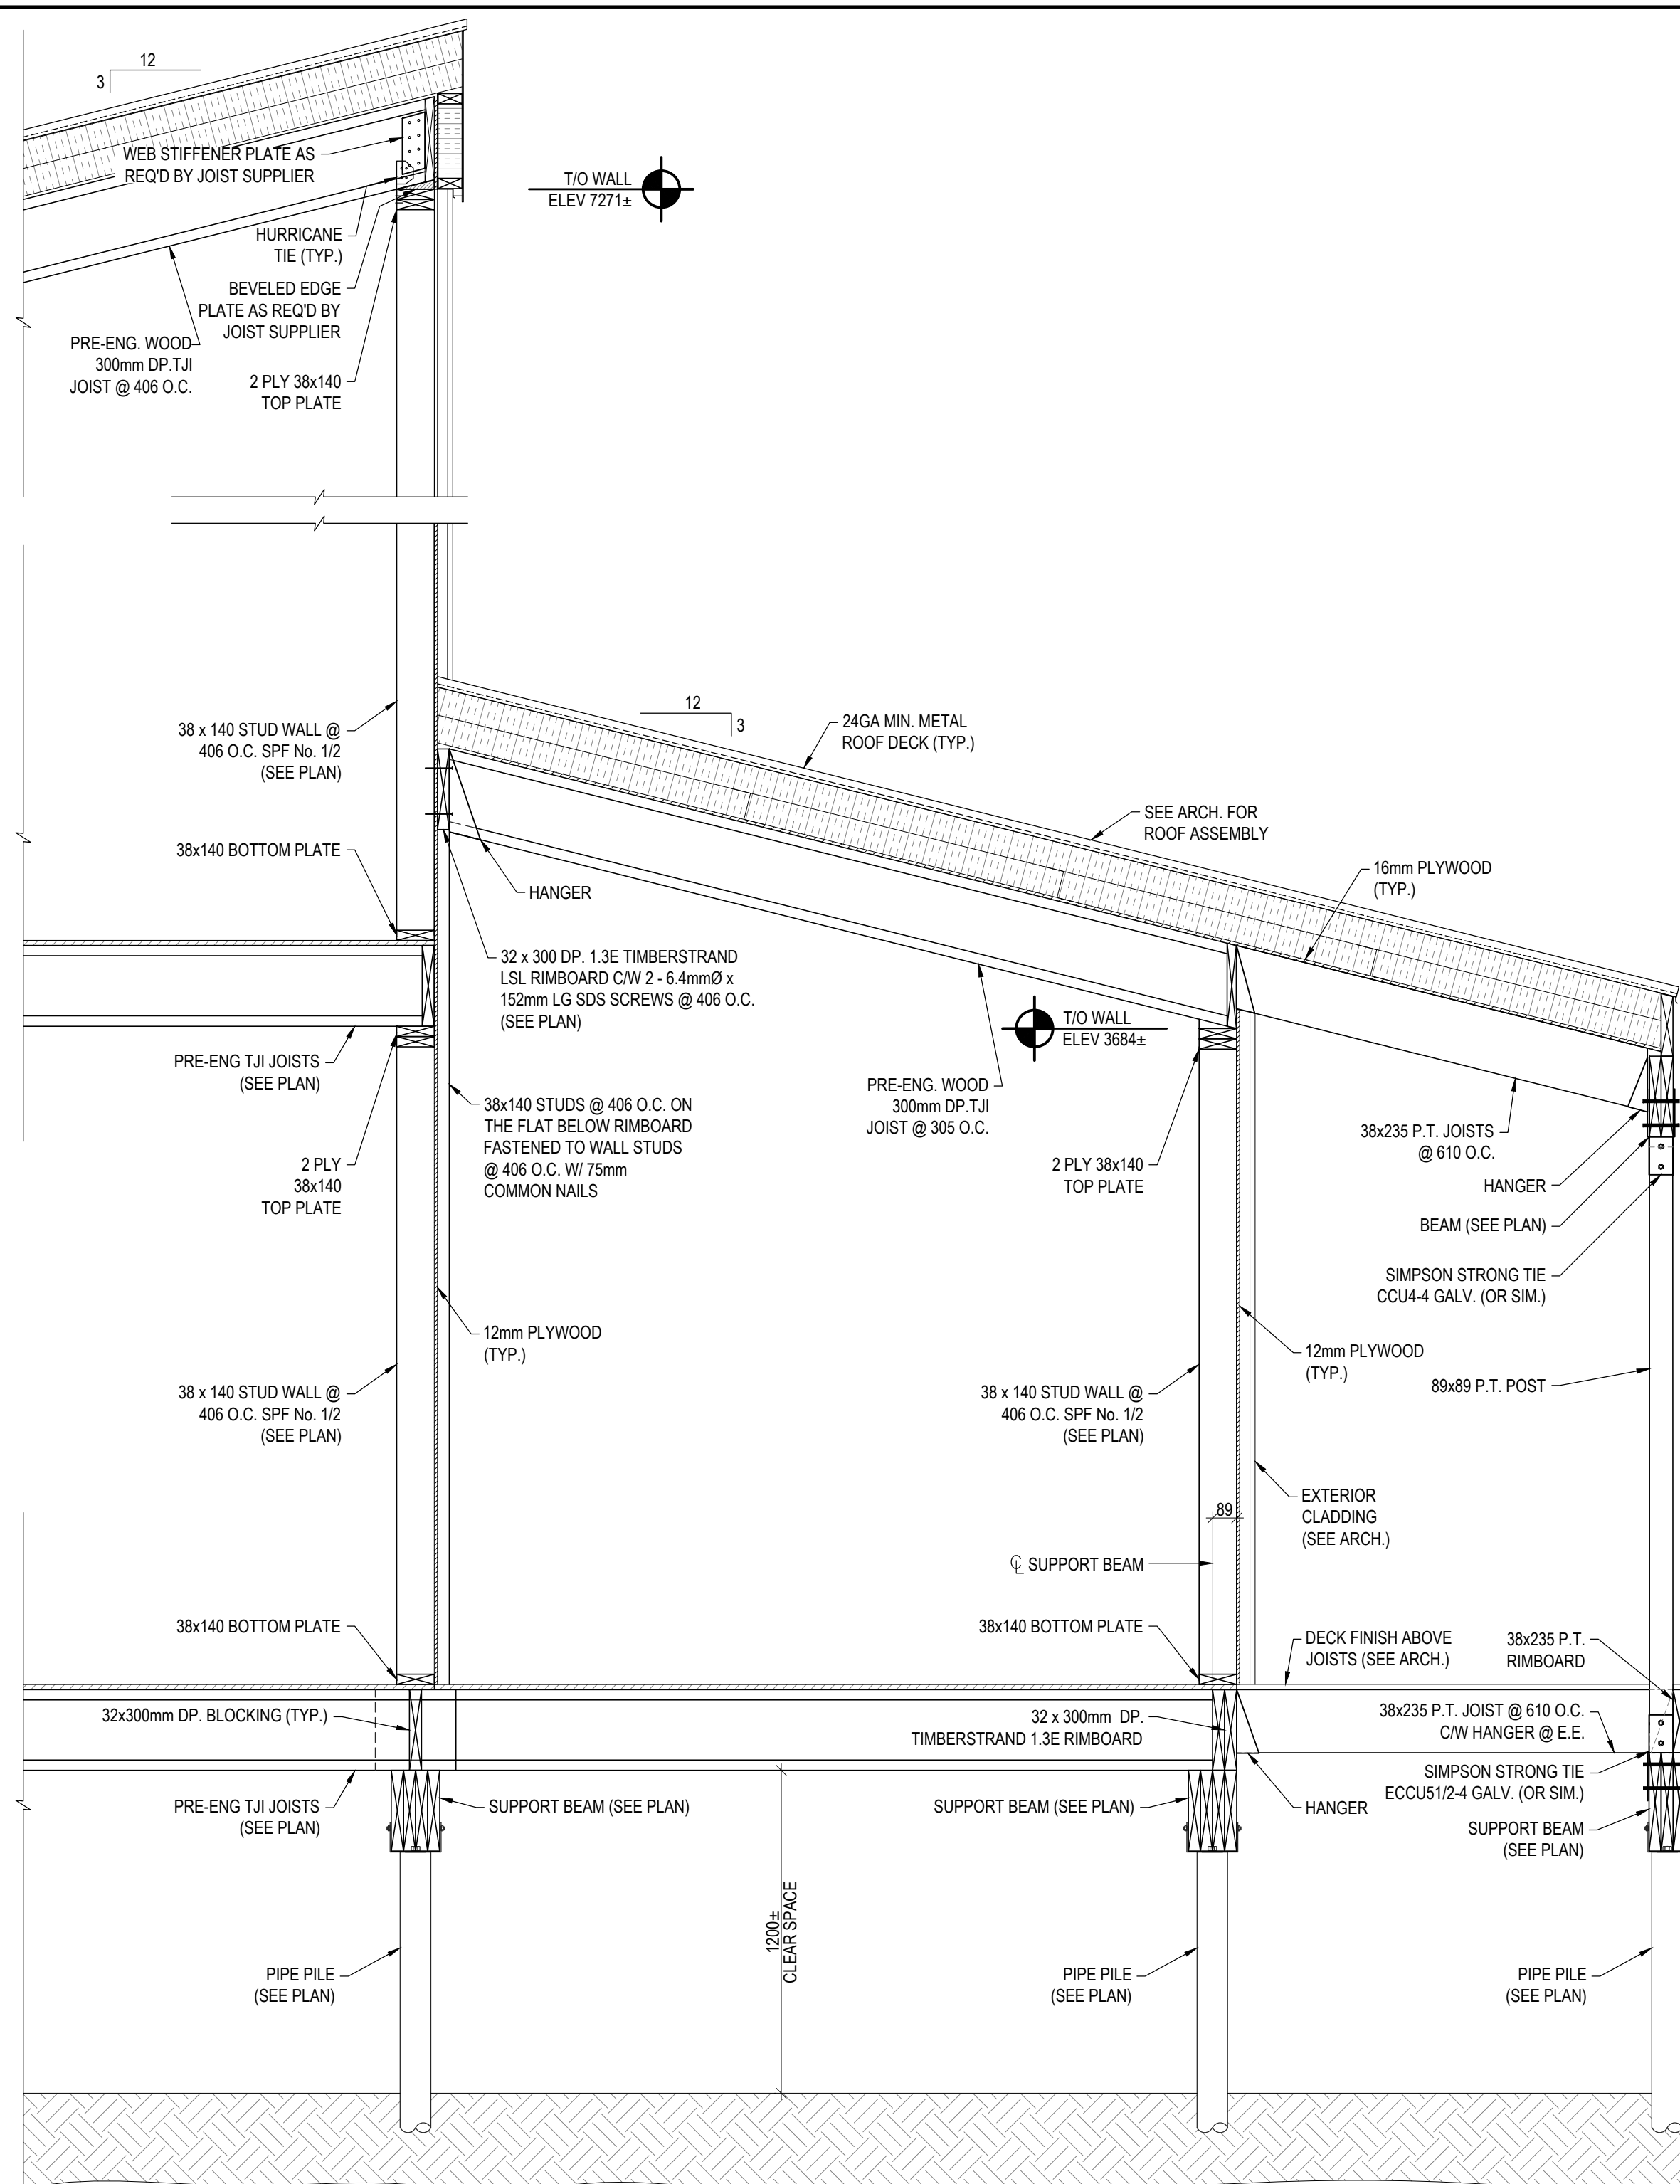 12
3
WEB STIFFENER PLATE AS
REQ'D BY JOIST SUPPLIER
T/O WALL
ELEV 7271±
HURRICANE
TIE (TYP.)
BEVELED EDGE
PLATE AS REQ'D BY
JOIST SUPPLIER
PRE-ENG. WOOD
300mm DP.TJI
JOIST @ 406 O.C.
2 PLY 38x140
TOP PLATE
38 x 140 STUD WALL @
406 O.C. SPF No. 1/2
(SEE PLAN)
12
3
24GA MIN. METAL
ROOF DECK (TYP.)
SEE ARCH. FOR
ROOF ASSEMBLY
38x140 BOTTOM PLATE
HANGER
16mm PLYWOOD
(TYP.)
32 x 300 DP. 1.3E TIMBERSTRAND
LSL RIMBOARD C/W 2 - 6.4mmØ x
152mm LG SDS SCREWS @ 406 O.C.
(SEE PLAN)
T/O WALL
ELEV 3684±
PRE-ENG TJI JOISTS
(SEE PLAN)
38x140 STUDS @ 406 O.C. ON
THE FLAT BELOW RIMBOARD
FASTENED TO WALL STUDS
@ 406 O.C. W/ 75mm
COMMON NAILS
PRE-ENG. WOOD
300mm DP.TJI
JOIST @ 305 O.C.
38x235 P.T. JOISTS
@ 610 O.C.
2 PLY
38x140
TOP PLATE
2 PLY 38x140
TOP PLATE
HANGER
BEAM (SEE PLAN)
SIMPSON STRONG TIE
CCU4-4 GALV. (OR SIM.)
12mm PLYWOOD
(TYP.)
12mm PLYWOOD
(TYP.)
89x89 P.T. POST
38 x 140 STUD WALL @
406 O.C. SPF No. 1/2
(SEE PLAN)
38 x 140 STUD WALL @
406 O.C. SPF No. 1/2
(SEE PLAN)
EXTERIOR
CLADDING
(SEE ARCH.)
89
℄ SUPPORT BEAM
38x140 BOTTOM PLATE
38x140 BOTTOM PLATE
DECK FINISH ABOVE
JOISTS (SEE ARCH.)
38x235 P.T.
RIMBOARD
32x300mm DP. BLOCKING (TYP.)
32 x 300mm DP.
TIMBERSTRAND 1.3E RIMBOARD
38x235 P.T. JOIST @ 610 O.C.
C/W HANGER @ E.E.
SIMPSON STRONG TIE
ECCU51/2-4 GALV. (OR SIM.)
PRE-ENG TJI JOISTS
(SEE PLAN)
SUPPORT BEAM (SEE PLAN)
SUPPORT BEAM (SEE PLAN)
HANGER
SUPPORT BEAM
(SEE PLAN)
1200±
CLEAR SPACE
PIPE PILE
(SEE PLAN)
PIPE PILE
(SEE PLAN)
PIPE PILE
(SEE PLAN)